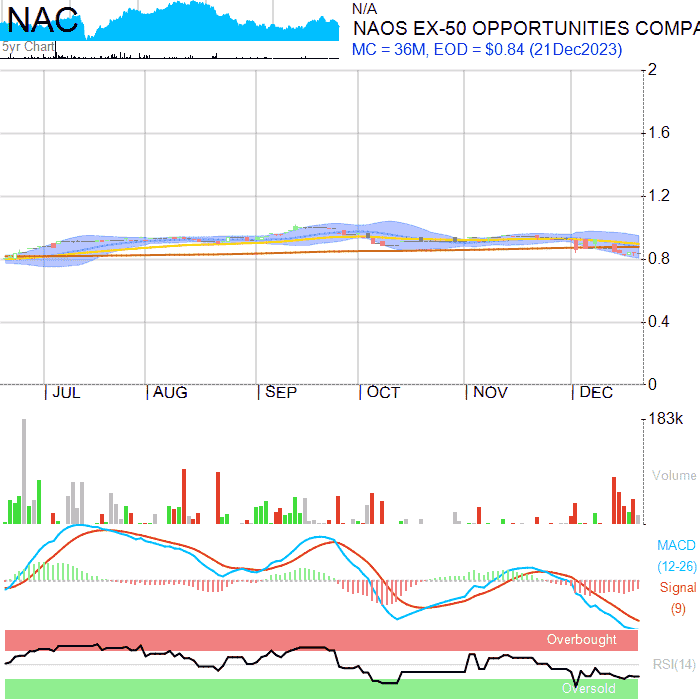 NAC
5yr Chart
N/A
NAOS EX-50 OPPORTUNITIES COMPA
MC = 36M, EOD = $0.84 (21Dec2023)
2
1.6
1.2
0.8
0.4
0
JUL AUG SEP OCT NOV DEC
183k
Volume
MACD
(12-26)
Signal
(9)
Overbought
RSI(14)
Oversold